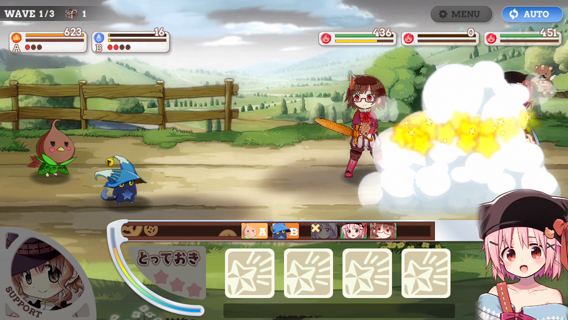 WAVE 1/3 1
MENU
AUTO
623
16
436
0
451
A
B
A B
とっておき
SUPPORT